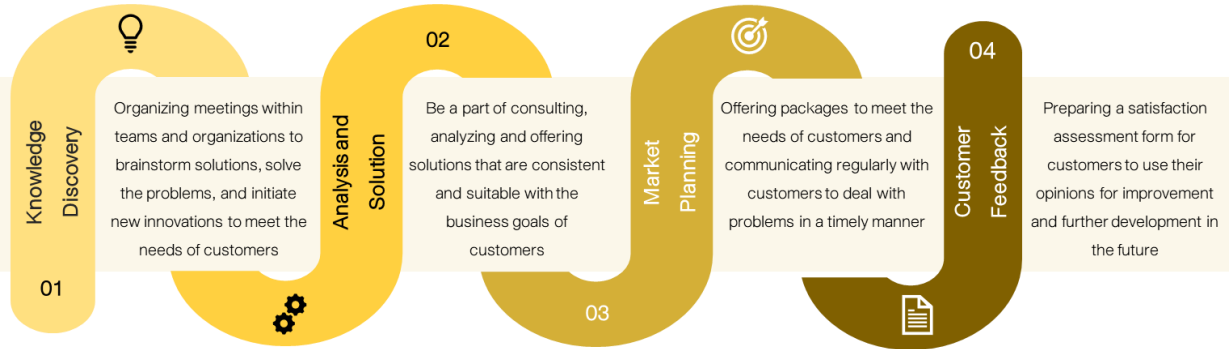 01
Knowledge
Discovery
Organizing meetings within
teams and organizations to
brainstorm solutions, solve
the problems, and initiate
new innovations to meet the
needs of customers
02
Analysis and
Solution
Be a part of consulting,
analyzing and offering
solutions that are consistent
and suitable with the
business goals of
customers
03
Market
Planning
Offering packages to meet the
needs of customers and
communicating regularly with
customers to deal with
problems in a timely manner
04
Customer
Feedback
Preparing a satisfaction
assessment form for
customers to use their
opinions for improvement
and further development in
the future